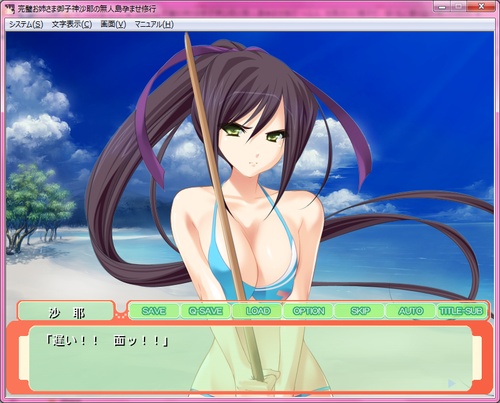 完璧お姉さま御子神沙耶の無人島孕ませ修行
システム(S) 文字表示(C) 画面(V) マニュアル(H)
沙 耶
SAVE Q-SAVE LOAD OPTION SKIP AUTO TITLE-SUB
「遅い!! 面ッ!!」